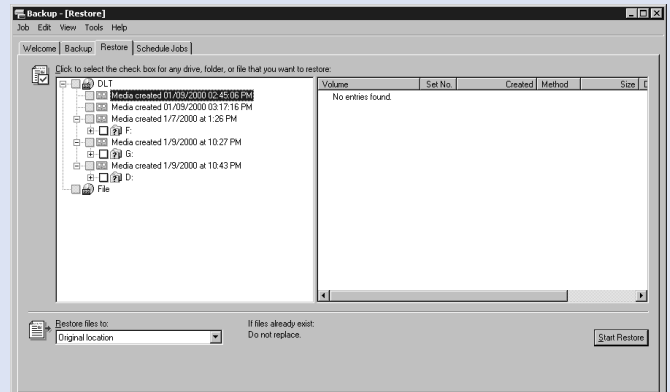 Backup - [Restore]
Job Edit View Tools Help
Welcome Backup Restore Schedule Jobs
Click to select the check box for any drive, folder, or file that you want to restore:
DLT
Media created 01/09/2000 02:45:06 PM
Media created 01/09/2000 03:17:16 PM
Media created 1/7/2000 at 1:26 PM
F:
Media created 1/9/2000 at 10:27 PM
G:
Media created 1/9/2000 at 10:43 PM
D:
File
Volume Set No. Created Method Size
No entries found.
Restore files to:
Original location
If files already exist:
Do not replace.
Start Restore